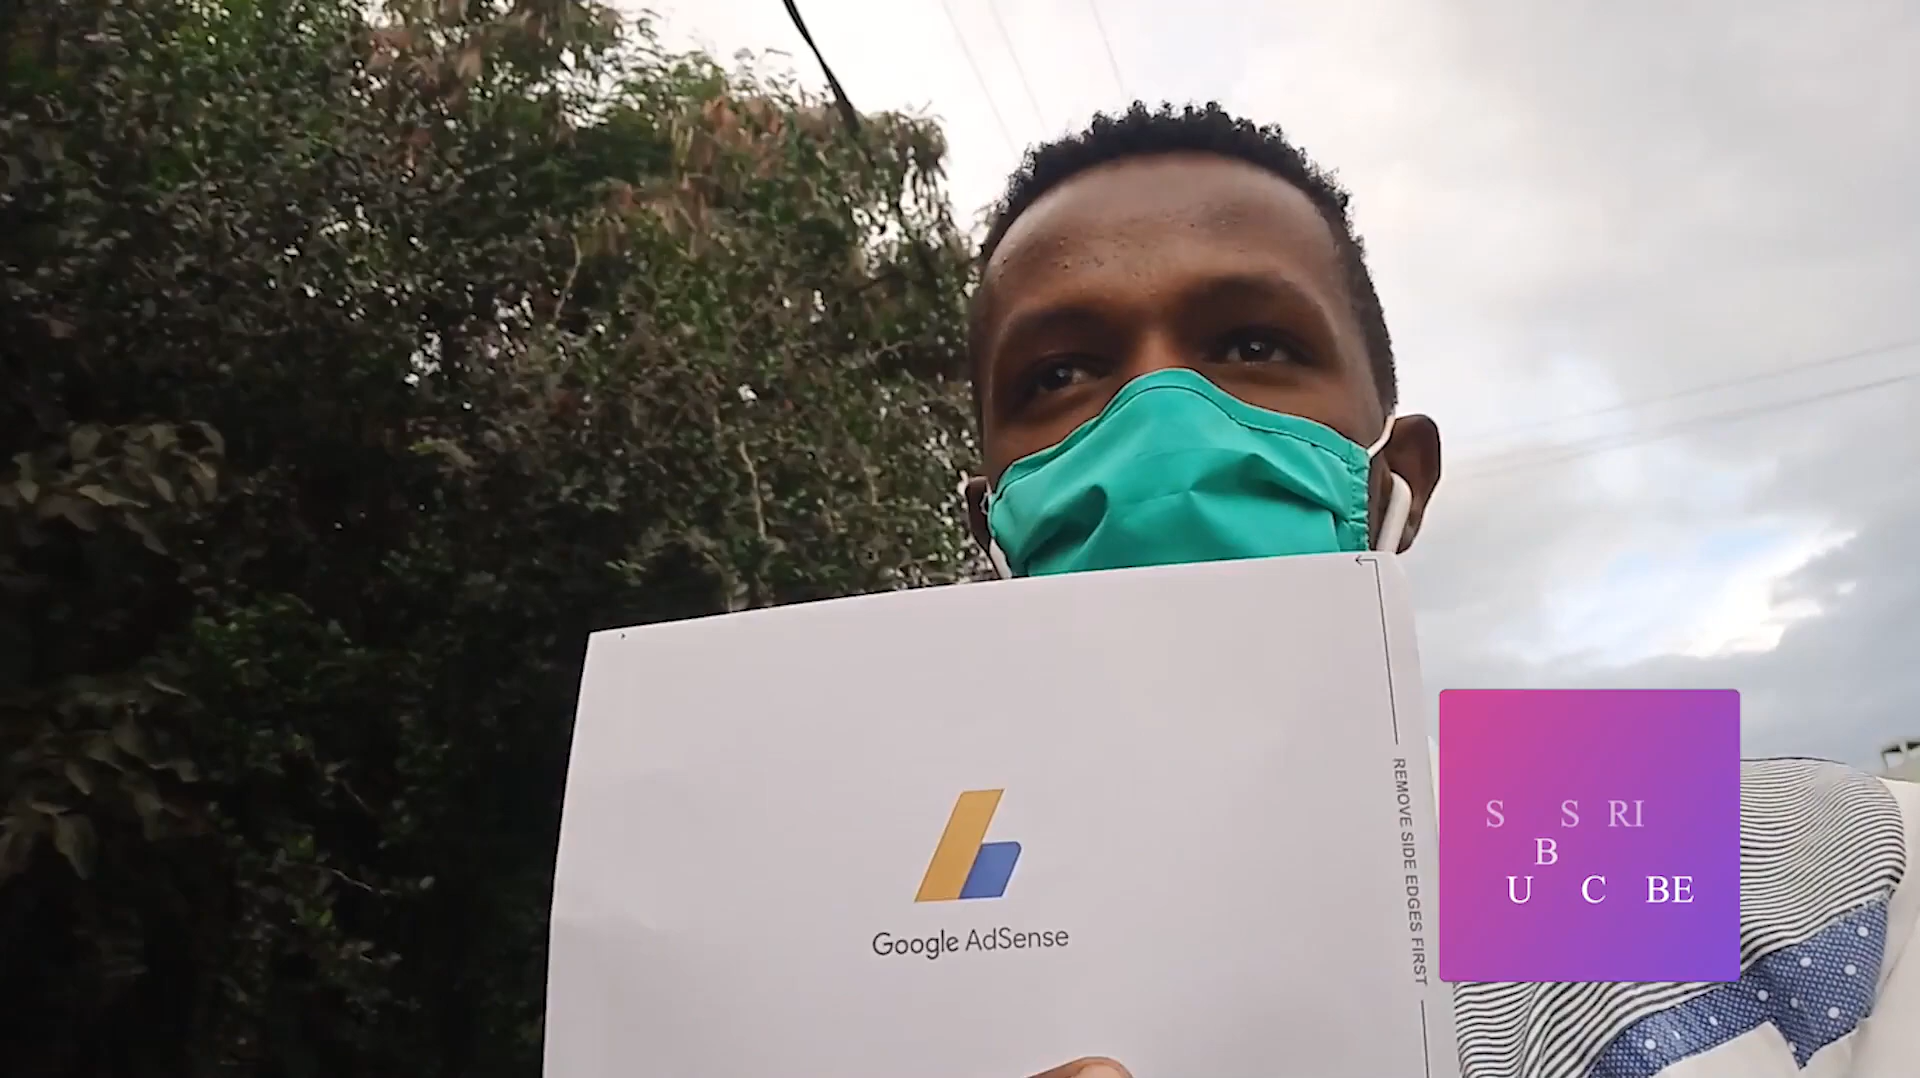 Google AdSense
REMOVE SIDE EDGES FIRST
S S RI
B
U C BE